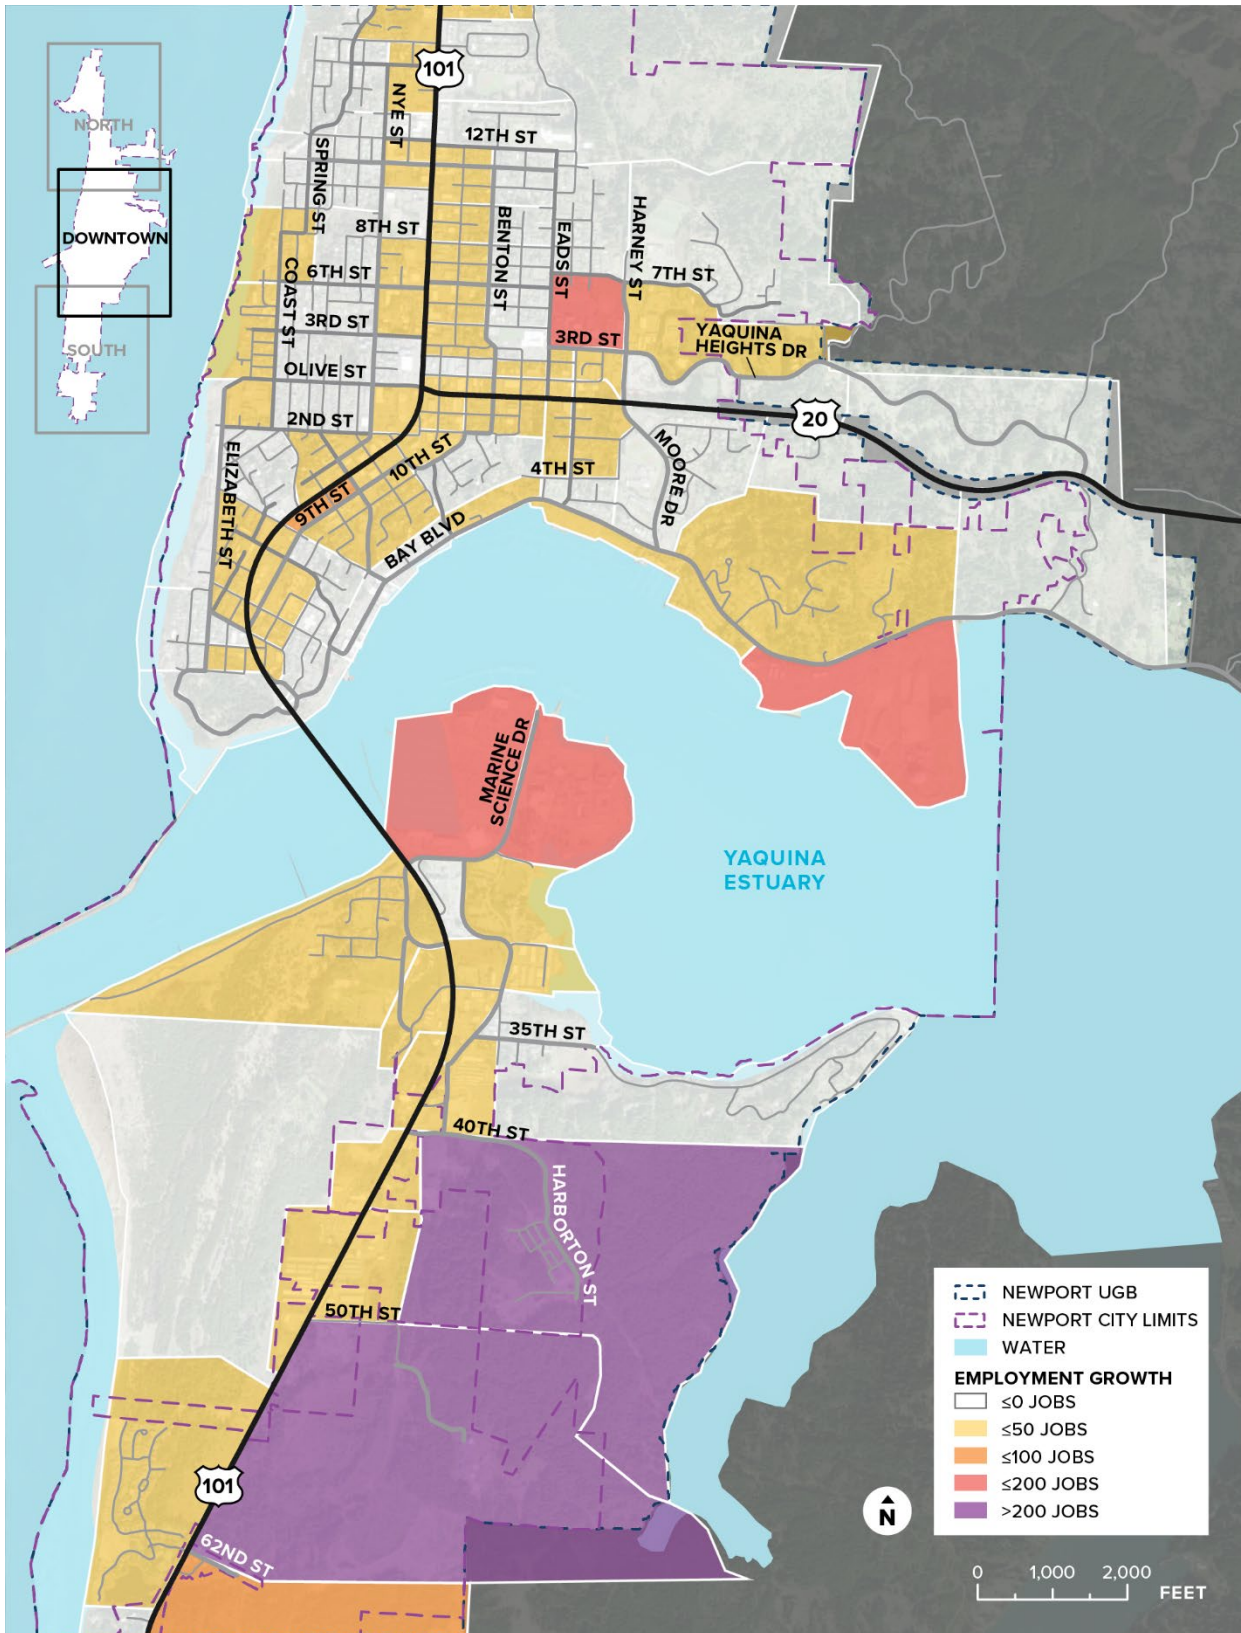 NORTH
DOWNTOWN
SOUTH
101
NYE ST
12TH ST
SPRING ST
HARNEY ST
BENTON ST
EADS ST
8TH ST
COAST ST
6TH ST
7TH ST
3RD ST
3RD ST
YAQUINA
HEIGHTS DR
OLIVE ST
2ND ST
20
ELIZABETH ST
10TH ST
MOORE DR
4TH ST
9TH ST
BAY BLVD
MARINE
SCIENCE DR
YAQUINA
ESTUARY
35TH ST
40TH ST
HARBORTON ST
50TH ST
101
62ND ST
NEWPORT UGB
NEWPORT CITY LIMITS
WATER
EMPLOYMENT GROWTH
≤0 JOBS
≤50 JOBS
≤100 JOBS
≤200 JOBS
>200 JOBS
N
0 1,000 2,000
FEET